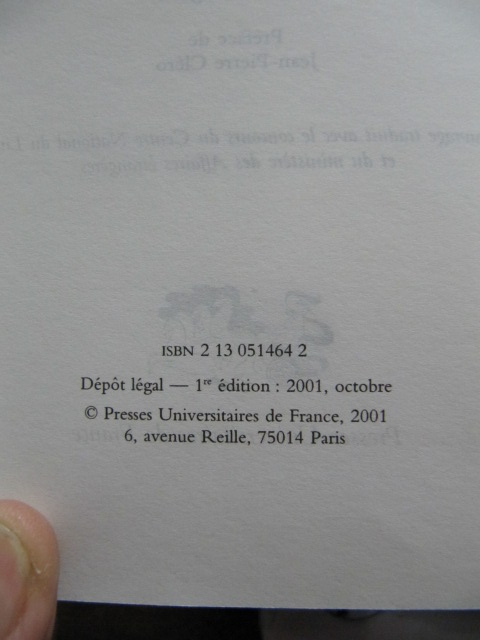 ISBN 2 13 051464 2
Dépôt légal — 1re édition : 2001, octobre
© Presses Universitaires de France, 2001
6, avenue Reille, 75014 Paris